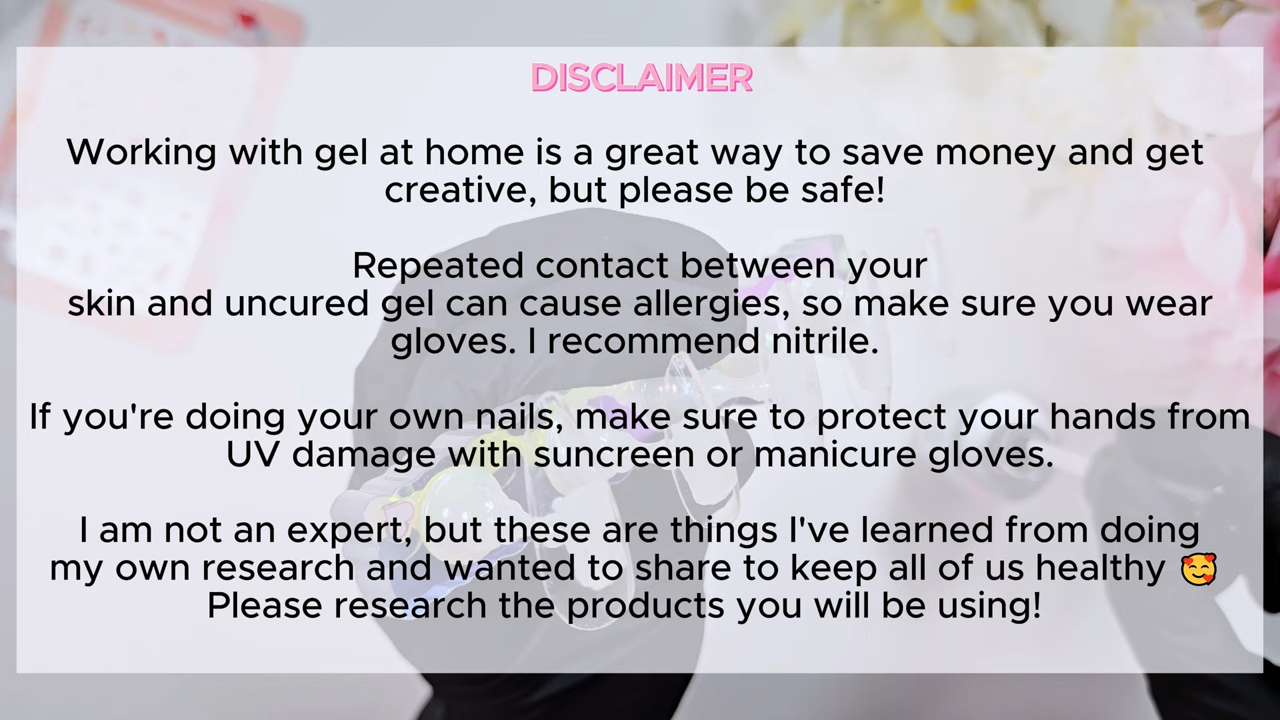 DISCLAIMER
Working with gel at home is a great way to save money and get
creative, but please be safe!
Repeated contact between your
skin and uncured gel can cause allergies, so make sure you wear
gloves. I recommend nitrile.
If you're doing your own nails, make sure to protect your hands from
UV damage with suncreen or manicure gloves.
I am not an expert, but these are things I've learned from doing
my own research and wanted to share to keep all of us healthy 🥰
Please research the products you will be using!